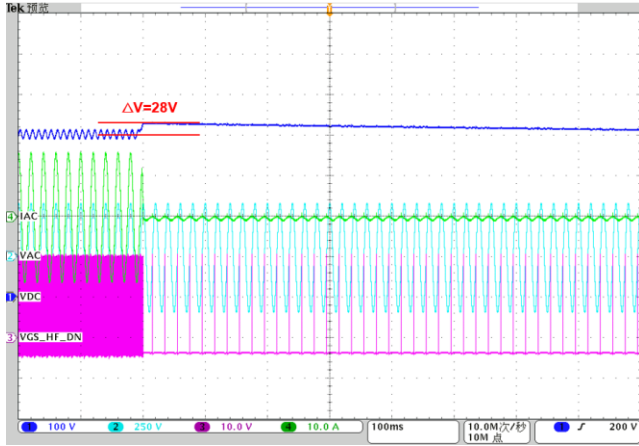 Tek 预览
△V=28V
4 IAC
VAC
2
1 VDC
3 VGS_HF_DN
1 100 V 2 250 V 3 10.0 V 4 10.0 A 100ms 10.0M次/秒 1 200 V
10M 点